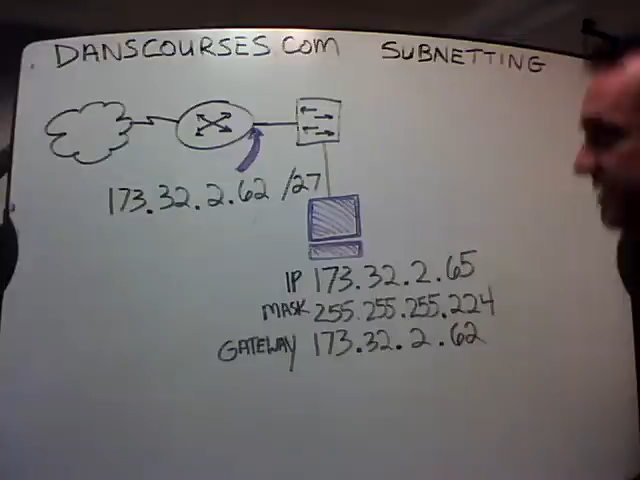 DANSCOURSES.COM SUBNETTING
173.32.2.62 /27
IP 173.32.2.65
MASK 255.255.255.224
GATEWAY 173.32.2.62